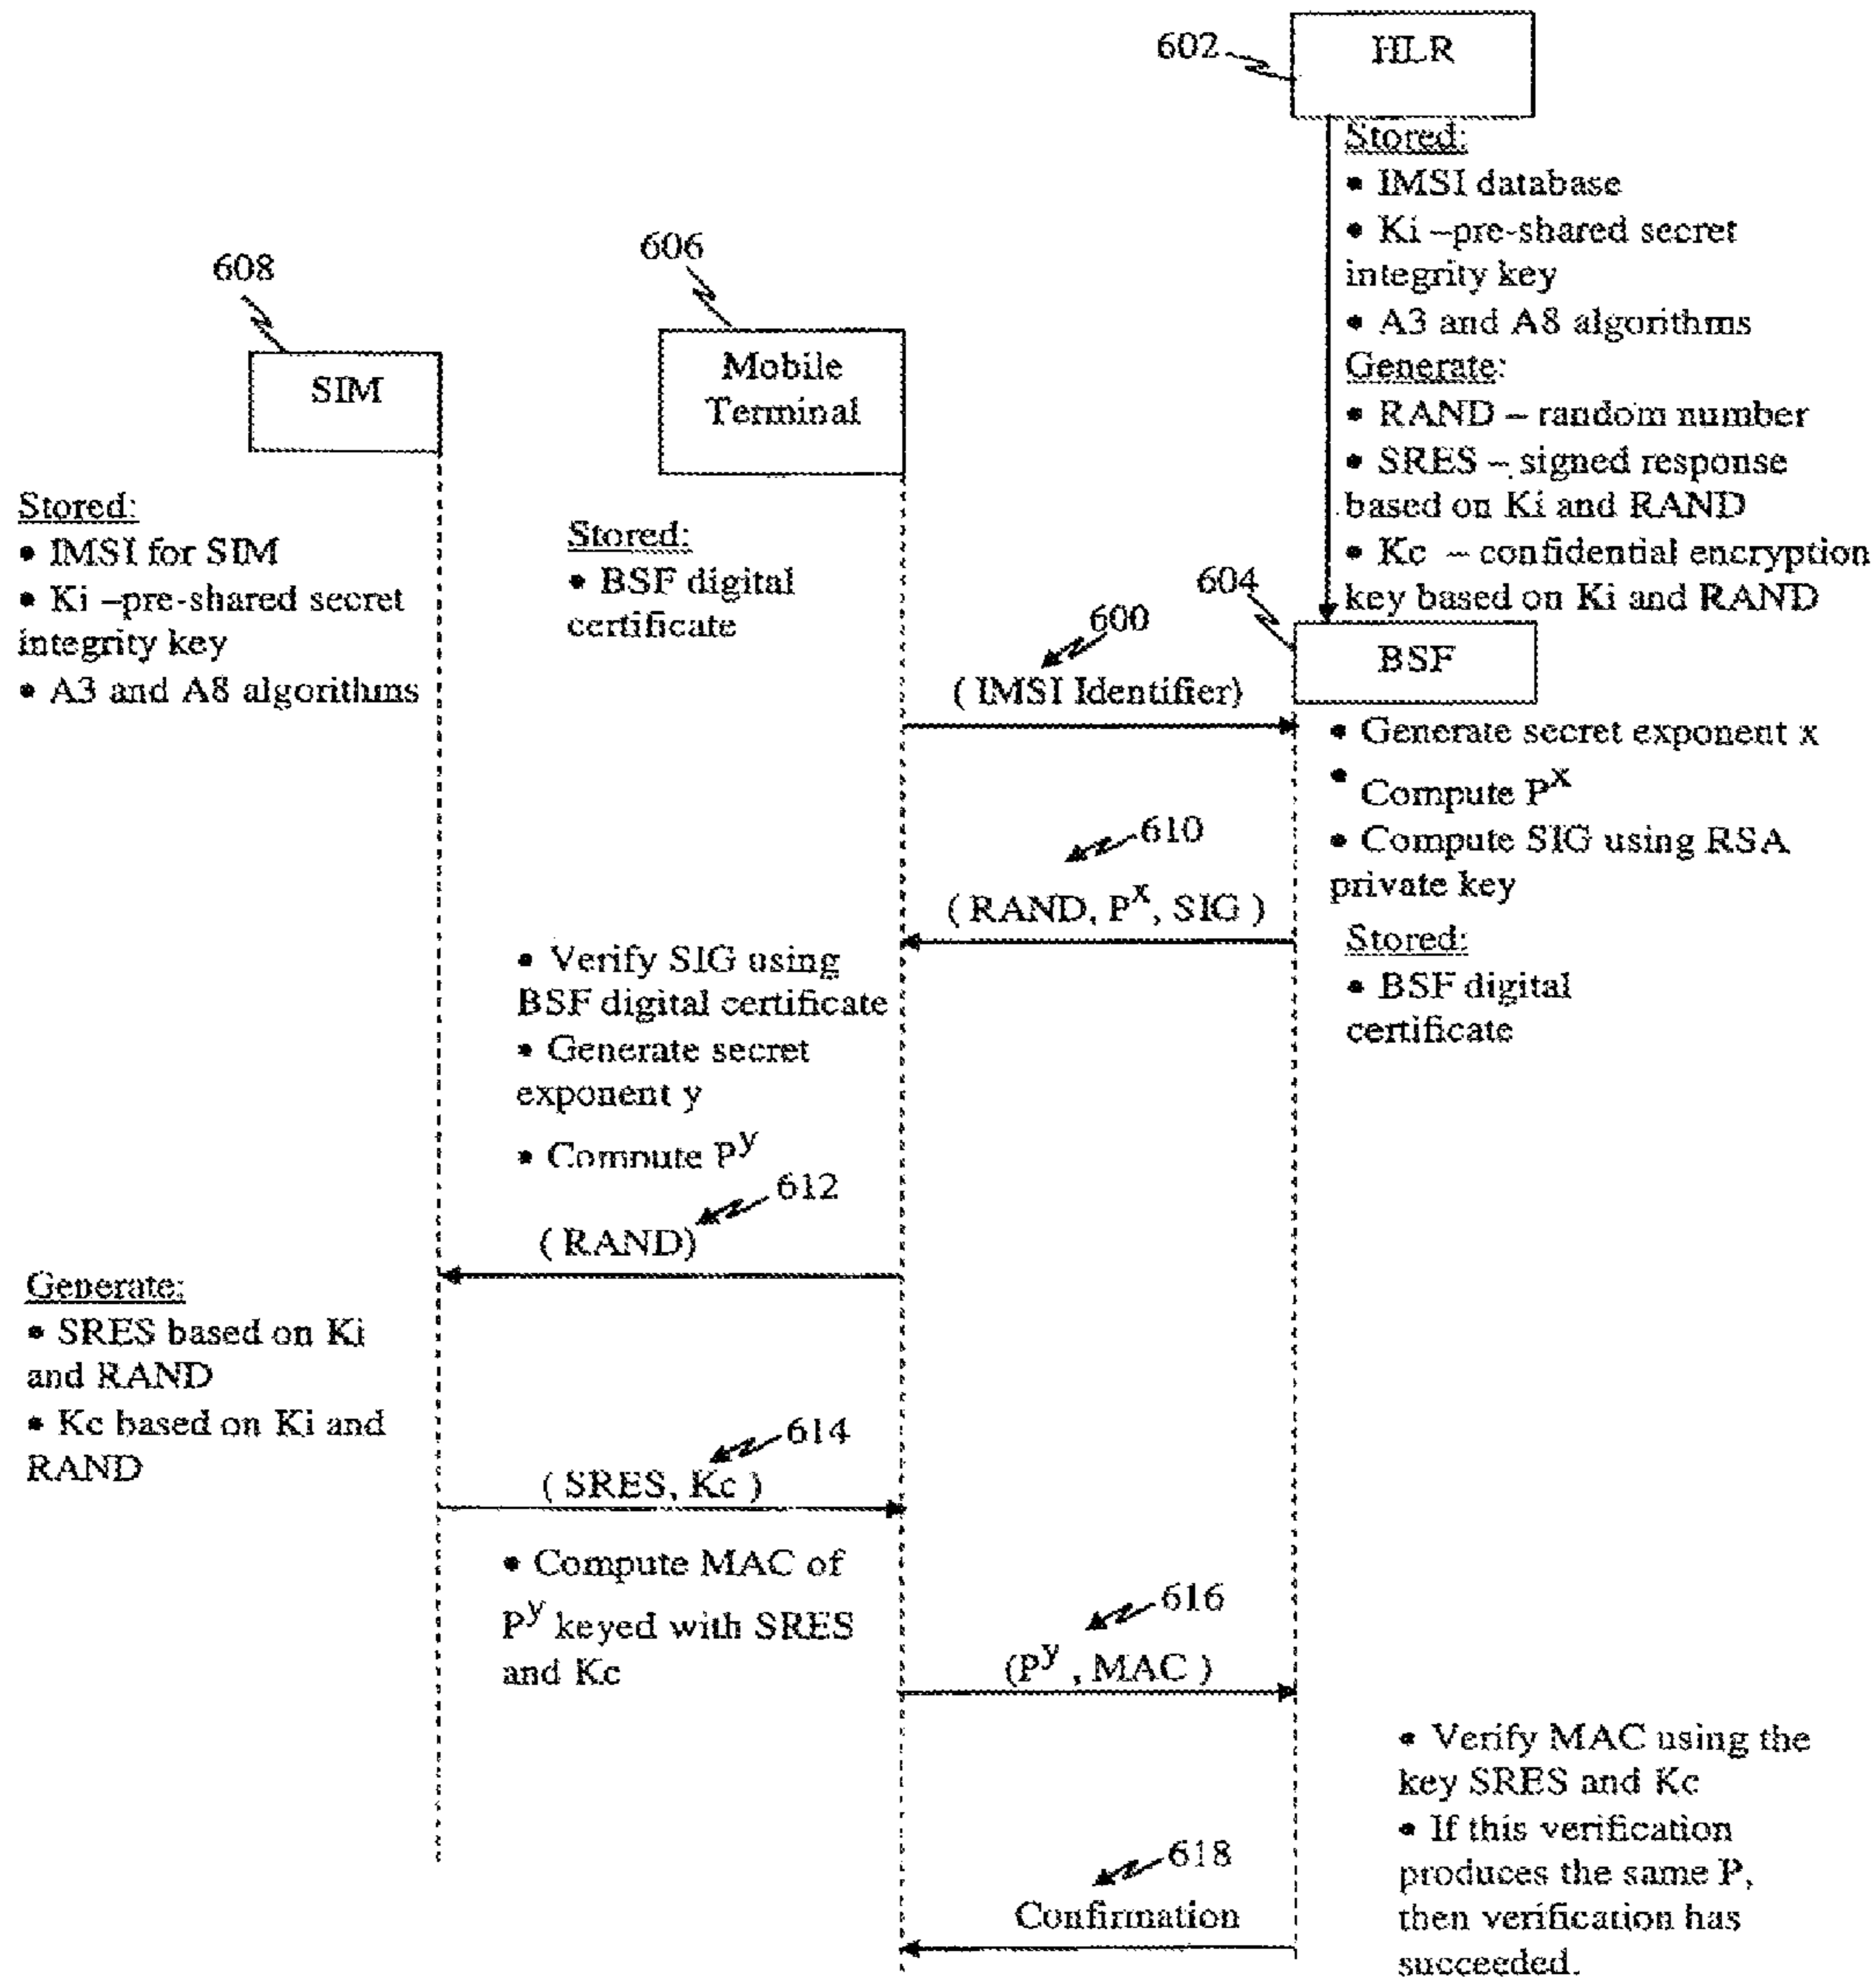 602
HLR
Stored:
• IMSI database
• Ki –pre-shared secret
integrity key
• A3 and A8 algorithms
Generate:
• RAND – random number
• SRES – signed response
based on Ki and RAND
• Kc – confidential encryption
key based on Ki and RAND
608
SIM
Stored:
• IMSI for SIM
• Ki –pre-shared secret
integrity key
• A3 and A8 algorithms
606
Mobile
Terminal
Stored:
• BSF digital
certificate
604
BSF
600
( IMSI Identifier)
• Generate secret exponent x
• Compute P^x
• Compute SIG using RSA
private key
Stored:
• BSF digital
certificate
610
( RAND, P^x, SIG )
• Verify SIG using
BSF digital certificate
• Generate secret
exponent y
• Compute P^y
612
( RAND)
Generate:
• SRES based on Ki
and RAND
• Kc based on Ki and
RAND
614
( SRES, Kc )
• Compute MAC of
P^y keyed with SRES
and Kc
616
(P^y , MAC )
• Verify MAC using the
key SRES and Kc
• If this verification
produces the same P,
then verification has
succeeded.
618
Confirmation